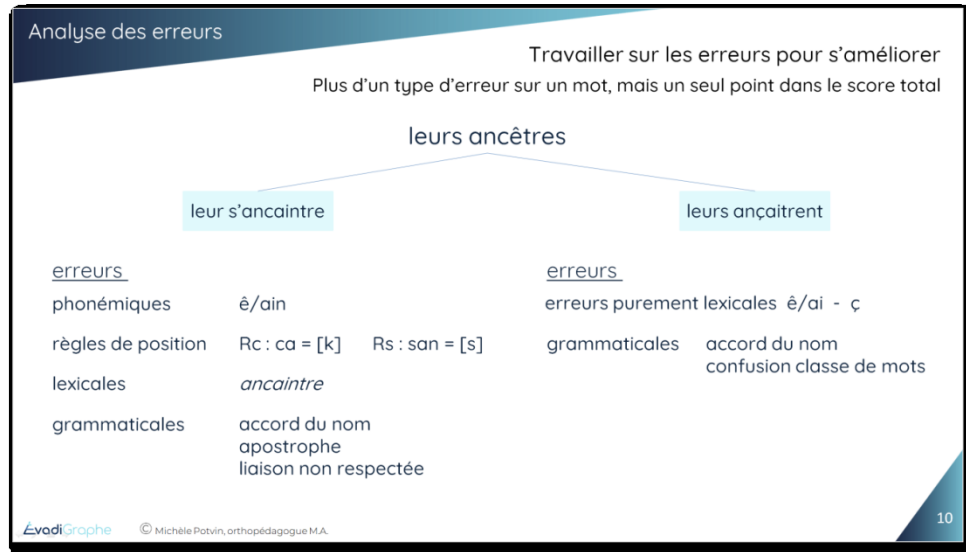 Analyse des erreurs
Travailler sur les erreurs pour s'améliorer
Plus d'un type d'erreur sur un mot, mais un seul point dans le score total
leurs ancêtres
leur s'ancaintre
leurs ançaitrent
erreurs
phonémiques ê/ain
règles de position Rc : ca = [k] Rs : san = [s]
lexicales ancaintre
grammaticales accord du nom
apostrophe
liaison non respectée
erreurs
erreurs purement lexicales ê/ai - ç
grammaticales accord du nom
confusion classe de mots
ÉvadiGraphe © Michèle Potvin, orthopédagogue M.A.
10